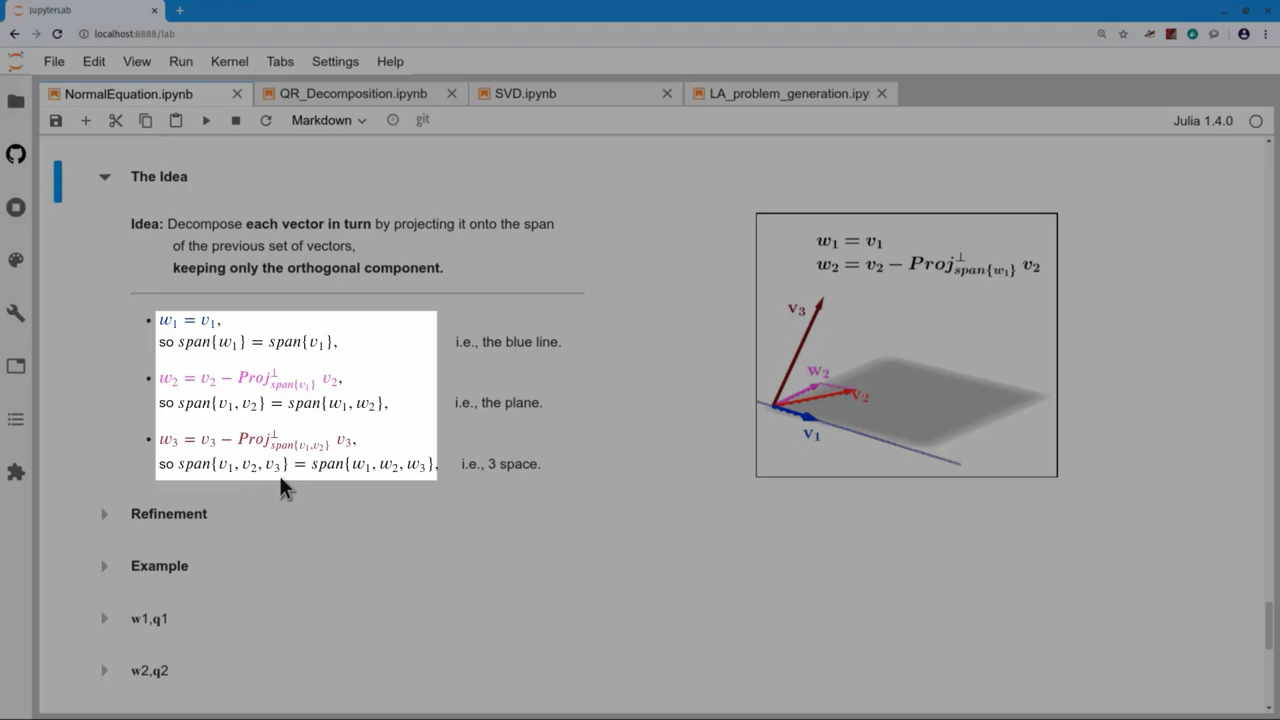 JupyterLab
localhost:8888/lab
File Edit View Run Kernel Tabs Settings Help
NormalEquation.ipynb QR_Decomposition.ipynb SVD.ipynb LA_problem_generation.ipy
Markdown git Julia 1.4.0
The Idea
Idea: Decompose each vector in turn by projecting it onto the span
of the previous set of vectors,
keeping only the orthogonal component.
• w₁ = v₁,
so span{w₁} = span{v₁}, i.e., the blue line.
• w₂ = v₂ − Proj⊥span{v₁} v₂,
so span{v₁, v₂} = span{w₁, w₂}, i.e., the plane.
• w₃ = v₃ − Proj⊥span{v₁,v₂} v₃,
so span{v₁, v₂, v₃} = span{w₁, w₂, w₃}, i.e., 3 space.
w₁ = v₁
w₂ = v₂ − Proj⊥span{w₁} v₂
v₃
w₂
v₂
v₁
Refinement
Example
w1,q1
w2,q2